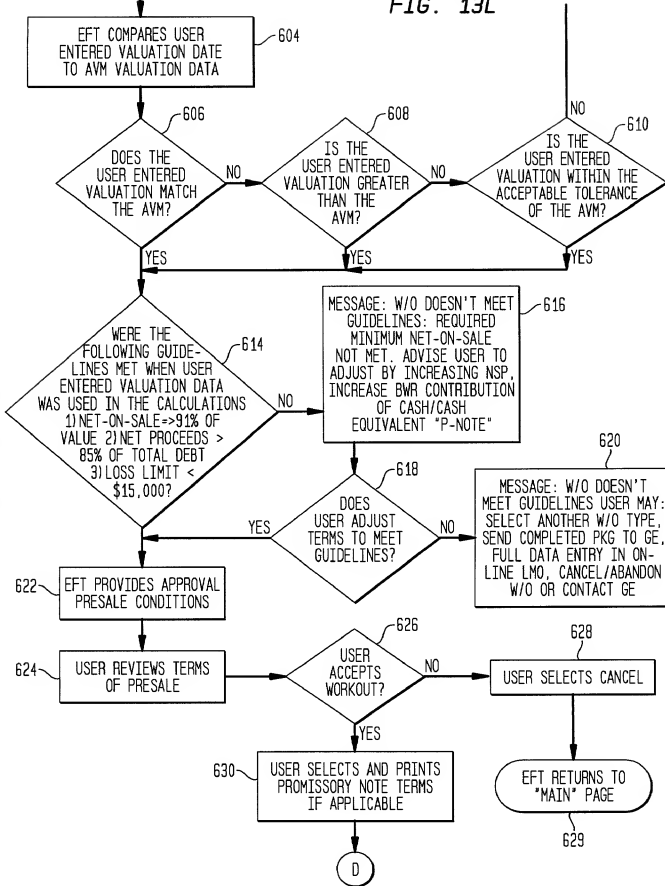 FIG. 13L
EFT COMPARES USER
ENTERED VALUATION DATE
TO AVM VALUATION DATA
604
606
DOES THE
USER ENTERED
VALUATION MATCH
THE AVM?
NO
YES
608
IS THE
USER ENTERED
VALUATION GREATER
THAN THE
AVM?
NO
YES
NO
610
IS THE
USER ENTERED
VALUATION WITHIN THE
ACCEPTABLE TOLERANCE
OF THE AVM?
YES
WERE THE
FOLLOWING GUIDE-
LINES MET WHEN USER
ENTERED VALUATION DATA
WAS USED IN THE CALCULATIONS
1)NET-ON-SALE=>91% OF
VALUE 2)NET PROCEEDS >
85% OF TOTAL DEBT
3)LOSS LIMIT <
$15,000?
614
NO
MESSAGE: W/O DOESN'T MEET
GUIDELINES: REQUIRED
MINIMUM NET-ON-SALE
NOT MET. ADVISE USER TO
ADJUST BY INCREASING NSP,
INCREASE BWR CONTRIBUTION
OF CASH/CASH
EQUIVALENT "P-NOTE"
616
618
DOES
USER ADJUST
TERMS TO MEET
GUIDELINES?
YES
NO
620
MESSAGE: W/O DOESN'T
MEET GUIDELINES USER MAY:
SELECT ANOTHER W/O TYPE,
SEND COMPLETED PKG TO GE,
FULL DATA ENTRY IN ON-
LINE LMO, CANCEL/ABANDON
W/O OR CONTACT GE
622
EFT PROVIDES APPROVAL
PRESALE CONDITIONS
624
USER REVIEWS TERMS
OF PRESALE
626
USER
ACCEPTS
WORKOUT?
NO
YES
628
USER SELECTS CANCEL
630
USER SELECTS AND PRINTS
PROMISSORY NOTE TERMS
IF APPLICABLE
EFT RETURNS TO
"MAIN" PAGE
629
D